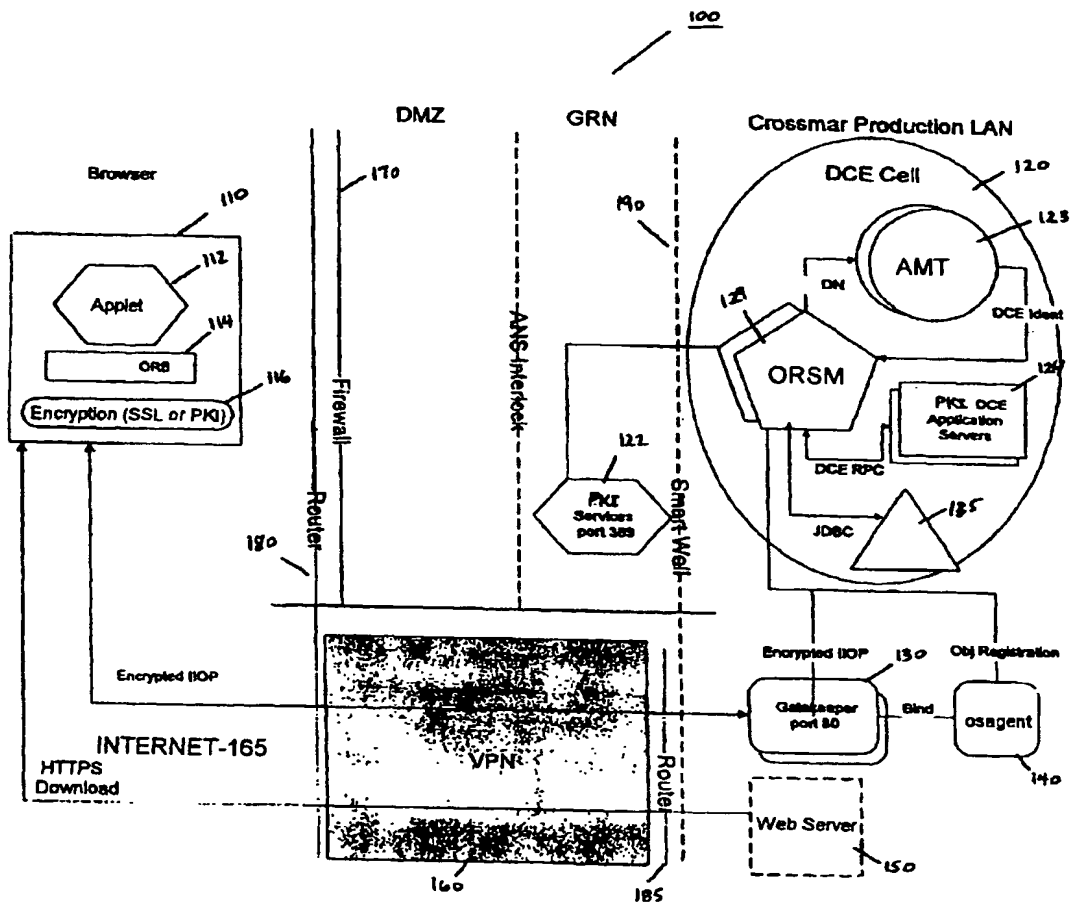 100
DMZ
GRN
Crossmar Production LAN
Browser
170
DCE Cell
120
110
190
123
112
AMT
Applet
DN
129
114
DCE Ident
ORB
ORSM
116
Encryption (SSL or PKI)
ANS Interlock
Firewall
PKI DCE
Application
Servers
122
DCE RPC
PKI
Services
port 389
Router
Smart Wall
135
JDBC
180
Encrypted IIOP
130
Obj Registration
Encrypted IIOP
Gatekeeper
port 80
Bind
osagent
INTERNET-165
VPN
Router
140
HTTPS
Download
Web Server
150
160
185